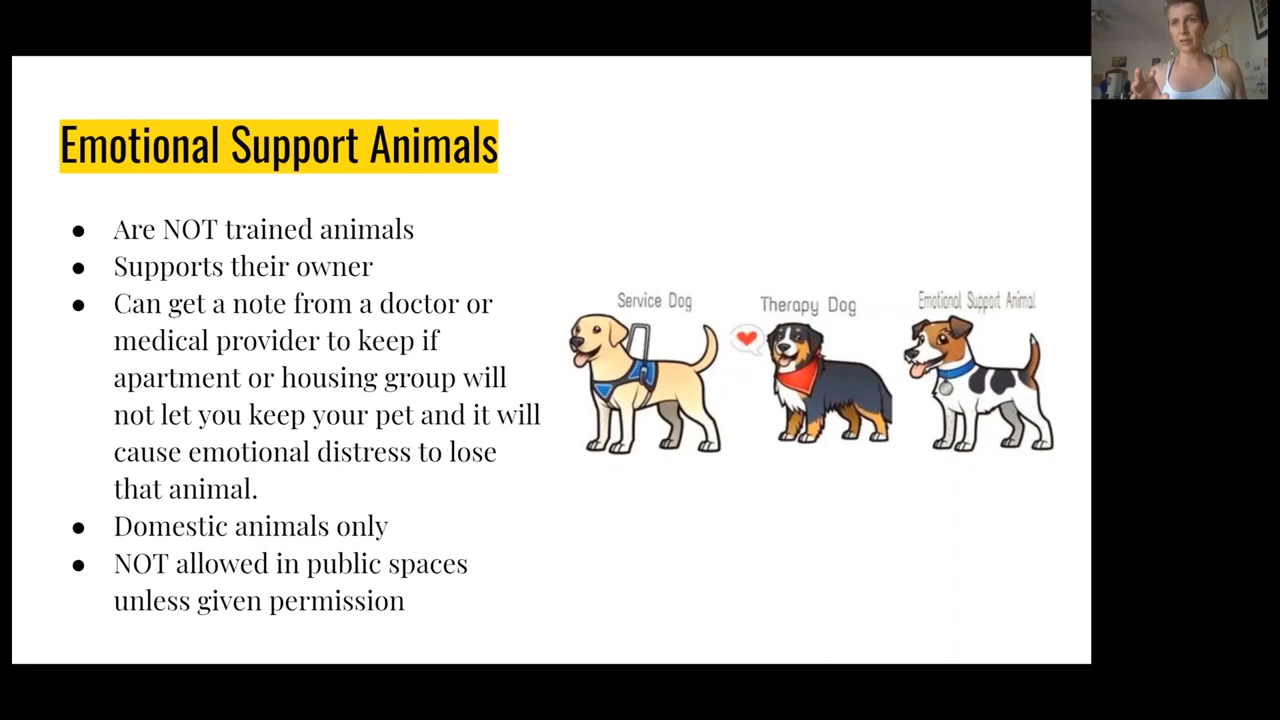 Emotional Support Animals
● Are NOT trained animals
● Supports their owner
● Can get a note from a doctor or
medical provider to keep if
apartment or housing group will
not let you keep your pet and it will
cause emotional distress to lose
that animal.
● Domestic animals only
● NOT allowed in public spaces
unless given permission
Service Dog
Therapy Dog
Emotional Support Animal